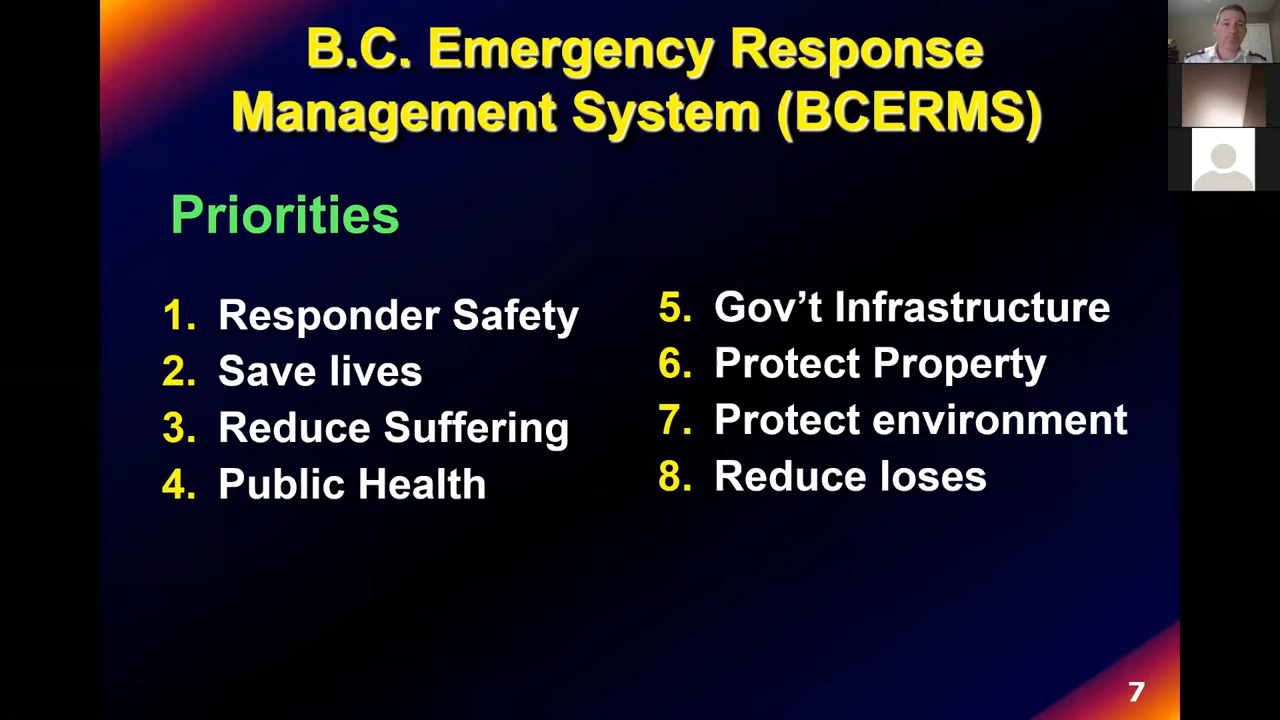 B.C. Emergency Response
Management System (BCERMS)
Priorities
1. Responder Safety
2. Save lives
3. Reduce Suffering
4. Public Health
5. Gov’t Infrastructure
6. Protect Property
7. Protect environment
8. Reduce loses
7